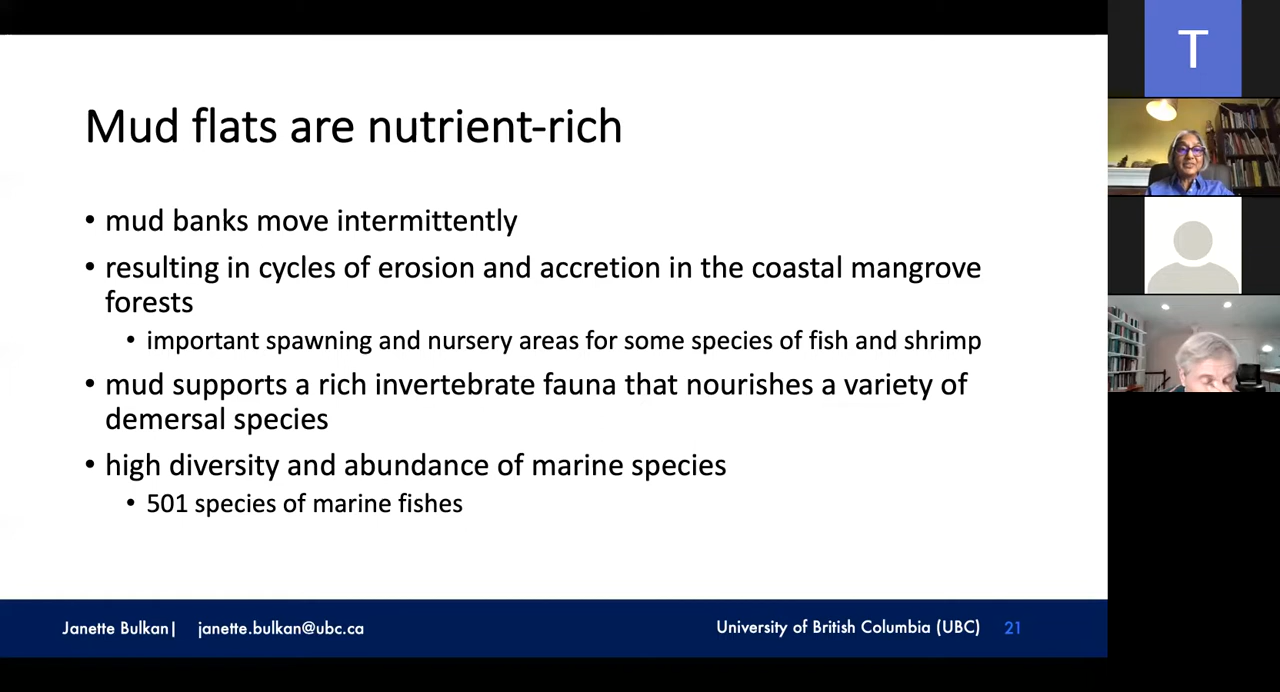 Mud flats are nutrient-rich
• mud banks move intermittently
• resulting in cycles of erosion and accretion in the coastal mangrove
forests
• important spawning and nursery areas for some species of fish and shrimp
• mud supports a rich invertebrate fauna that nourishes a variety of
demersal species
• high diversity and abundance of marine species
• 501 species of marine fishes
Janette Bulkan| janette.bulkan@ubc.ca University of British Columbia (UBC) 21
T